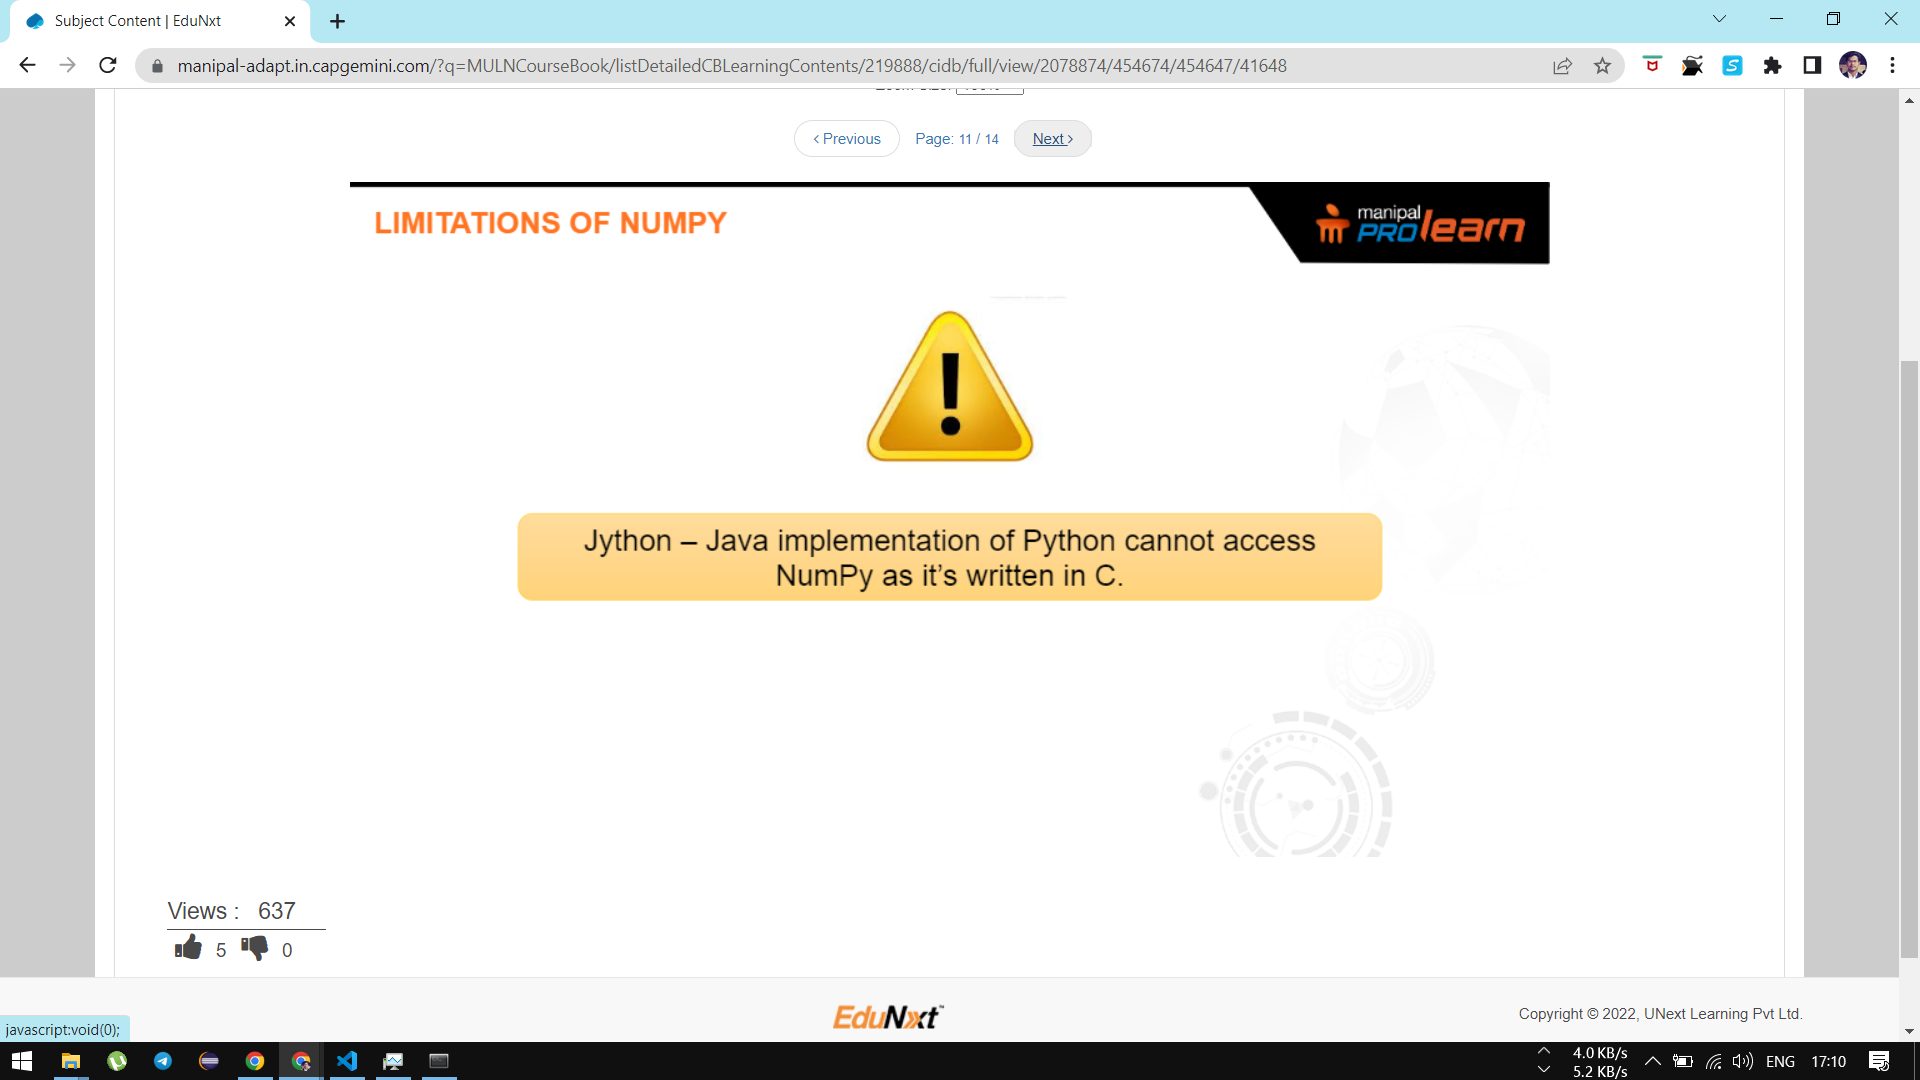 Subject Content | EduNxt
manipal-adapt.in.capgemini.com/?q=MULNCourseBook/listDetailedCBLearningContents/219888/cidb/full/view/2078874/454674/454647/41648
‹ Previous Page: 11 / 14 Next ›
LIMITATIONS OF NUMPY
manipal
PROlearn
Jython – Java implementation of Python cannot access
NumPy as it’s written in C.
Views : 637
5 0
EduNxt™
Copyright © 2022, UNext Learning Pvt Ltd.
javascript:void(0);
4.0 KB/s
5.2 KB/s
ENG 17:10